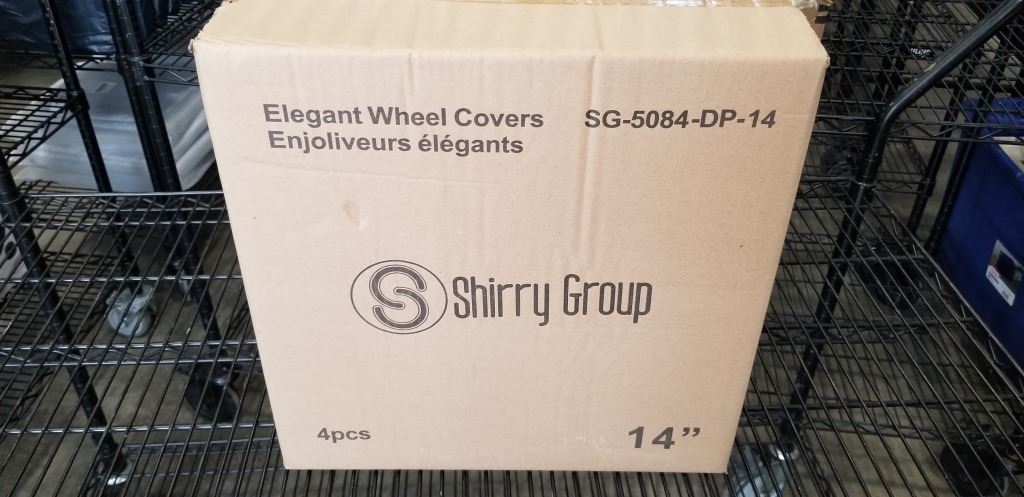 Elegant Wheel Covers SG-5084-DP-14
Enjoliveurs élégants
S Shirry Group
4pcs
14”